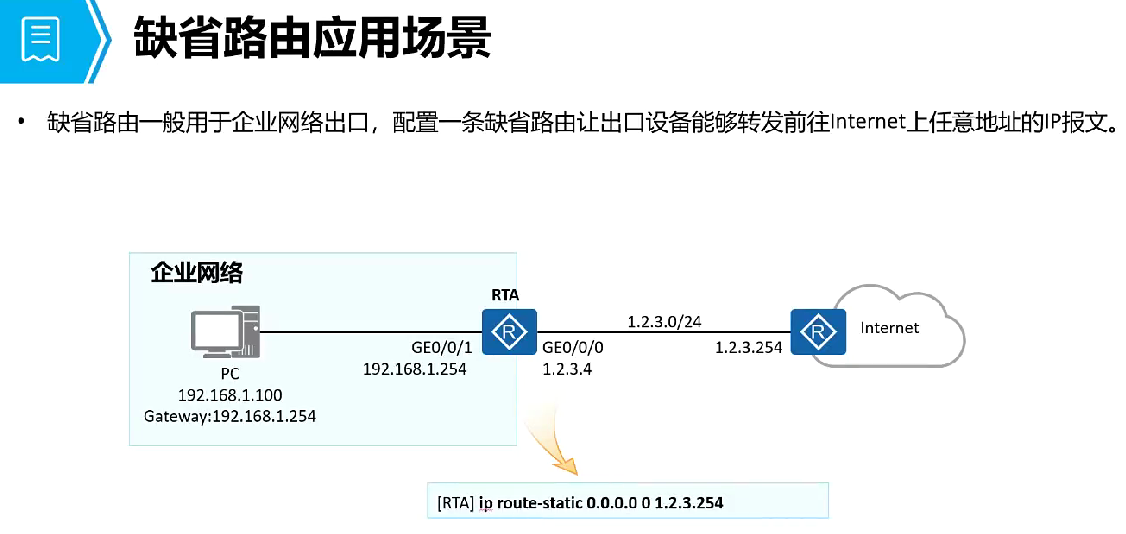 缺省路由应用场景
• 缺省路由一般用于企业网络出口，配置一条缺省路由让出口设备能够转发前往Internet上任意地址的IP报文。
企业网络
RTA
1.2.3.0/24
Internet
GE0/0/1
GE0/0/0
1.2.3.254
192.168.1.254
1.2.3.4
PC
192.168.1.100
Gateway:192.168.1.254
[RTA] ip route-static 0.0.0.0 0 1.2.3.254